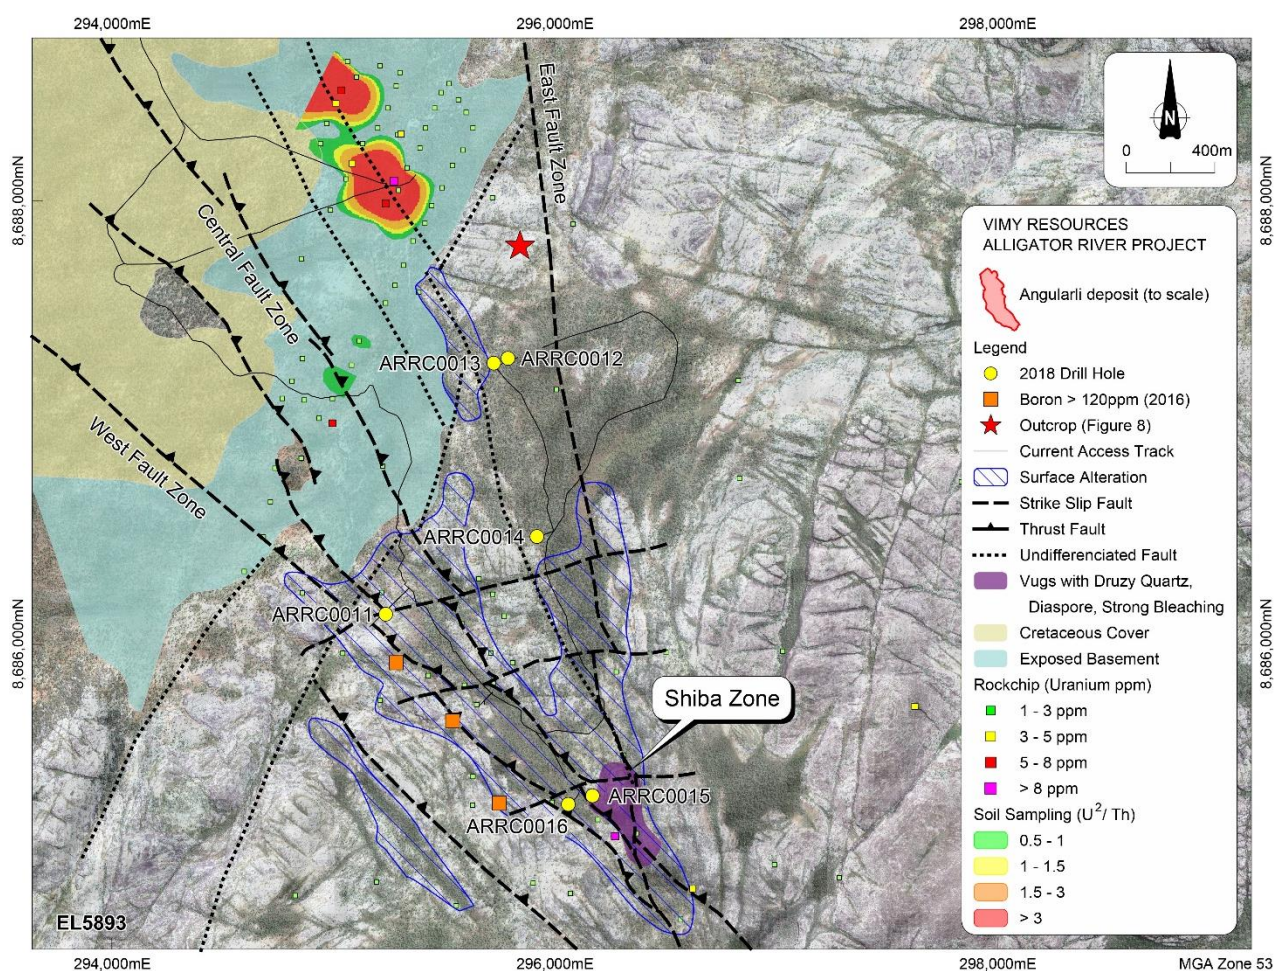 294,000mE
296,000mE
298,000mE
8,688,000mN
8,688,000mN
N
0
400m
East Fault Zone
Central Fault Zone
West Fault Zone
ARRC0013
ARRC0012
ARRC0014
ARRC0011
ARRC0015
ARRC0016
Shiba Zone
8,686,000mN
8,686,000mN
VIMY RESOURCES
ALLIGATOR RIVER PROJECT
Angularli deposit (to scale)
Legend
2018 Drill Hole
Boron > 120ppm (2016)
Outcrop (Figure 8)
Current Access Track
Surface Alteration
Strike Slip Fault
Thrust Fault
Undifferenciated Fault
Vugs with Druzy Quartz,
Diaspore, Strong Bleaching
Cretaceous Cover
Exposed Basement
Rockchip (Uranium ppm)
1 - 3 ppm
3 - 5 ppm
5 - 8 ppm
> 8 ppm
Soil Sampling (U²/ Th)
0.5 - 1
1 - 1.5
1.5 - 3
> 3
EL5893
294,000mE
296,000mE
298,000mE
MGA Zone 53